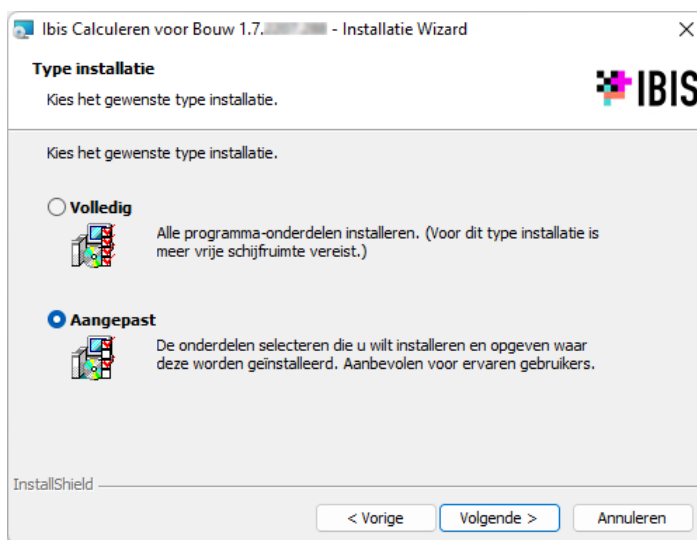 Ibis Calculeren voor Bouw 1.7. - Installatie Wizard
Type installatie
Kies het gewenste type installatie.
IBIS
Kies het gewenste type installatie.
Volledig
Alle programma-onderdelen installeren. (Voor dit type installatie is
meer vrije schijfruimte vereist.)
Aangepast
De onderdelen selecteren die u wilt installeren en opgeven waar
deze worden geïnstalleerd. Aanbevolen voor ervaren gebruikers.
InstallShield
< Vorige
Volgende >
Annuleren